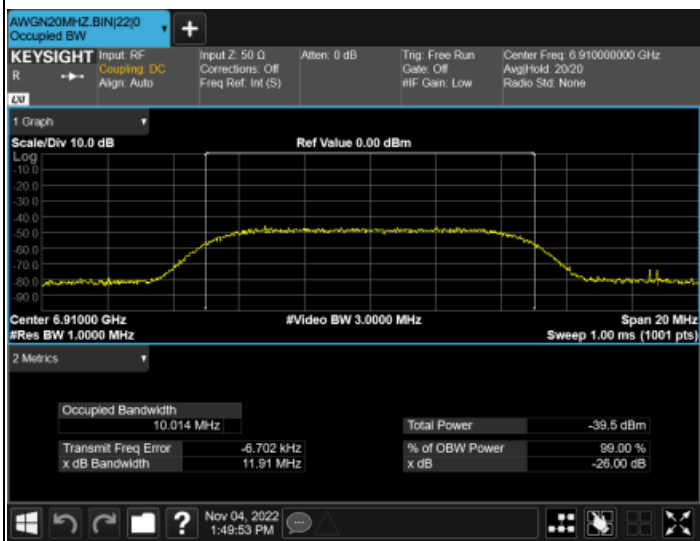 AWGN20MHZ.BIN|22|0
Occupied BW
+
KEYSIGHT
R
LXI
Input: RF
Coupling: DC
Align: Auto
Input Z: 50 Ω
Corrections: Off
Freq Ref: Int (S)
Atten: 0 dB
Trig: Free Run
Gate: Off
#IF Gain: Low
Center Freq: 6.910000000 GHz
Avg|Hold: 20/20
Radio Std: None
1 Graph
Scale/Div 10.0 dB
Ref Value 0.00 dBm
Log
-10.0
-20.0
-30.0
-40.0
-50.0
-60.0
-70.0
-80.0
-90.0
Center 6.91000 GHz
#Video BW 3.0000 MHz
Span 20 MHz
#Res BW 1.0000 MHz
Sweep 1.00 ms (1001 pts)
2 Metrics
Occupied Bandwidth
10.014 MHz
Total Power -39.5 dBm
Transmit Freq Error -6.702 kHz
% of OBW Power 99.00 %
x dB Bandwidth 11.91 MHz
x dB -26.00 dB
?
Nov 04, 2022
1:49:53 PM